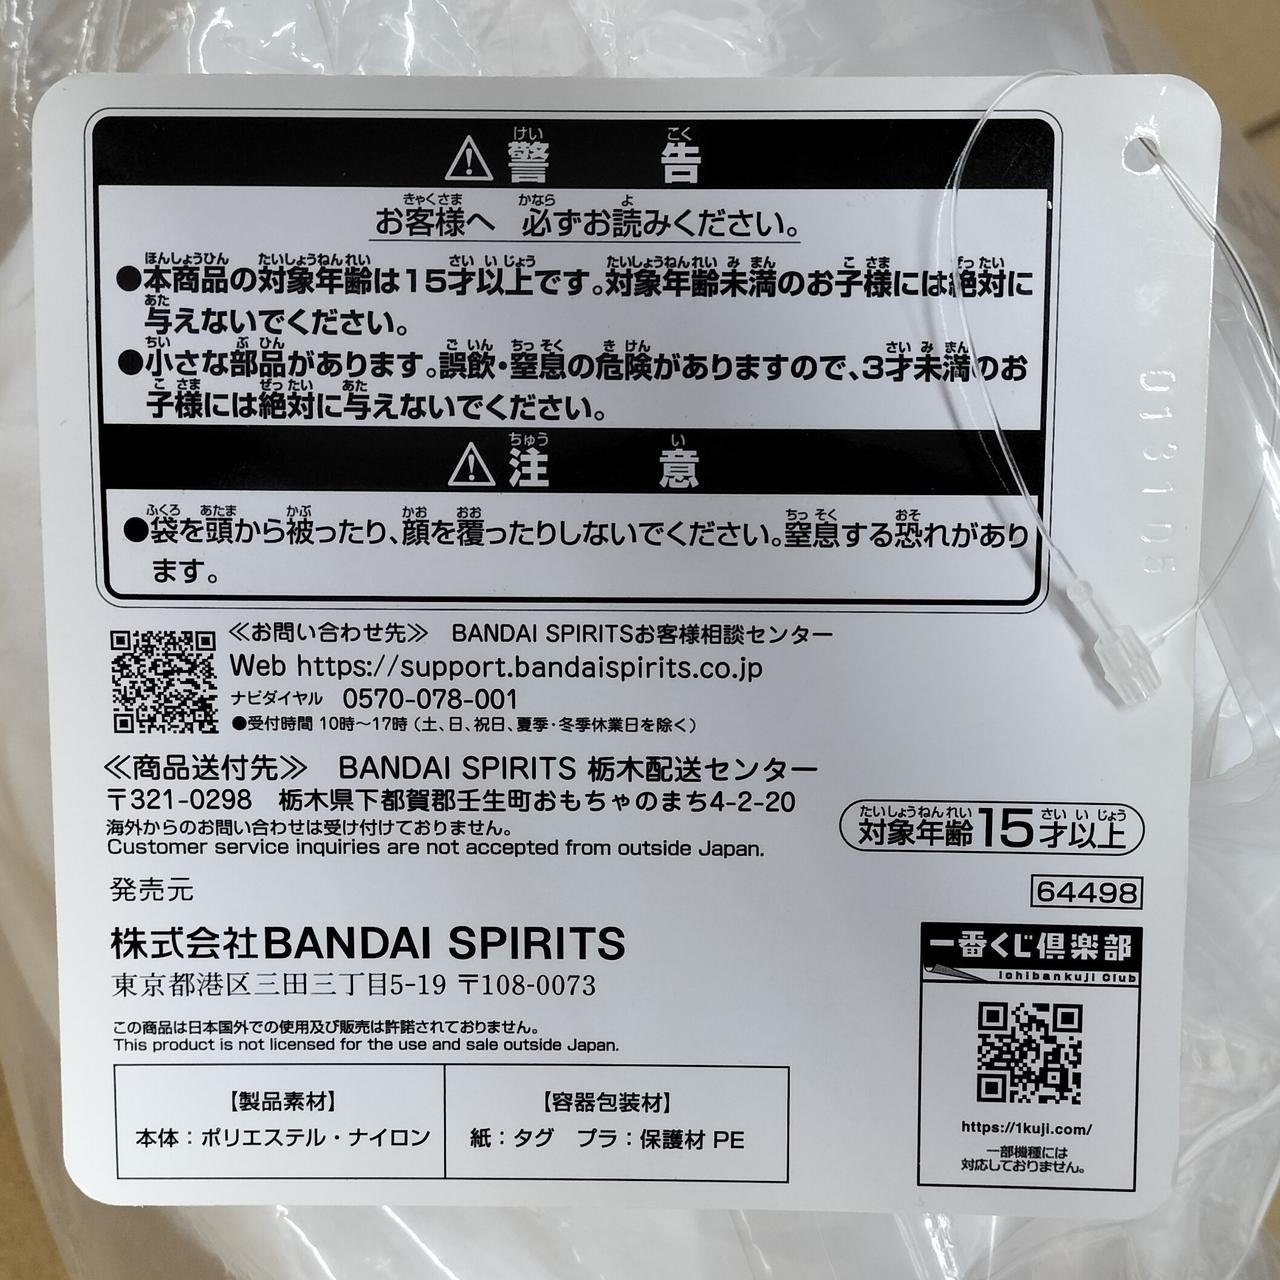 ⚠警告
お客様へ 必ずお読みください。
●本商品の対象年齢は15才以上です。対象年齢未満のお子様には絶対に
与えないでください。
●小さな部品があります。誤飲・窒息の危険がありますので、3才未満のお
子様には絶対に与えないでください。
⚠注意
●袋を頭から被ったり、顔を覆ったりしないでください。窒息する恐れがあり
ます。
≪お問い合わせ先≫ BANDAI SPIRITSお客様相談センター
Web https://support.bandaispirits.co.jp
ナビダイヤル 0570-078-001
●受付時間 10時〜17時（土、日、祝日、夏季・冬季休業日を除く）
≪商品送付先≫ BANDAI SPIRITS 栃木配送センター
〒321-0298 栃木県下都賀郡壬生町おもちゃのまち4-2-20
海外からのお問い合わせは受け付けておりません。
Customer service inquiries are not accepted from outside Japan.
対象年齢15才以上
発売元
64498
株式会社BANDAI SPIRITS
東京都港区三田三丁目5-19 〒108-0073
この商品は日本国外での使用及び販売は許諾されておりません。
This product is not licensed for the use and sale outside Japan.
【製品素材】
本体：ポリエステル・ナイロン
【容器包装材】
紙：タグ プラ：保護材 PE
一番くじ倶楽部
Ichibankuji Club
https://1kuji.com/
一部機種には
対応しておりません。
013106